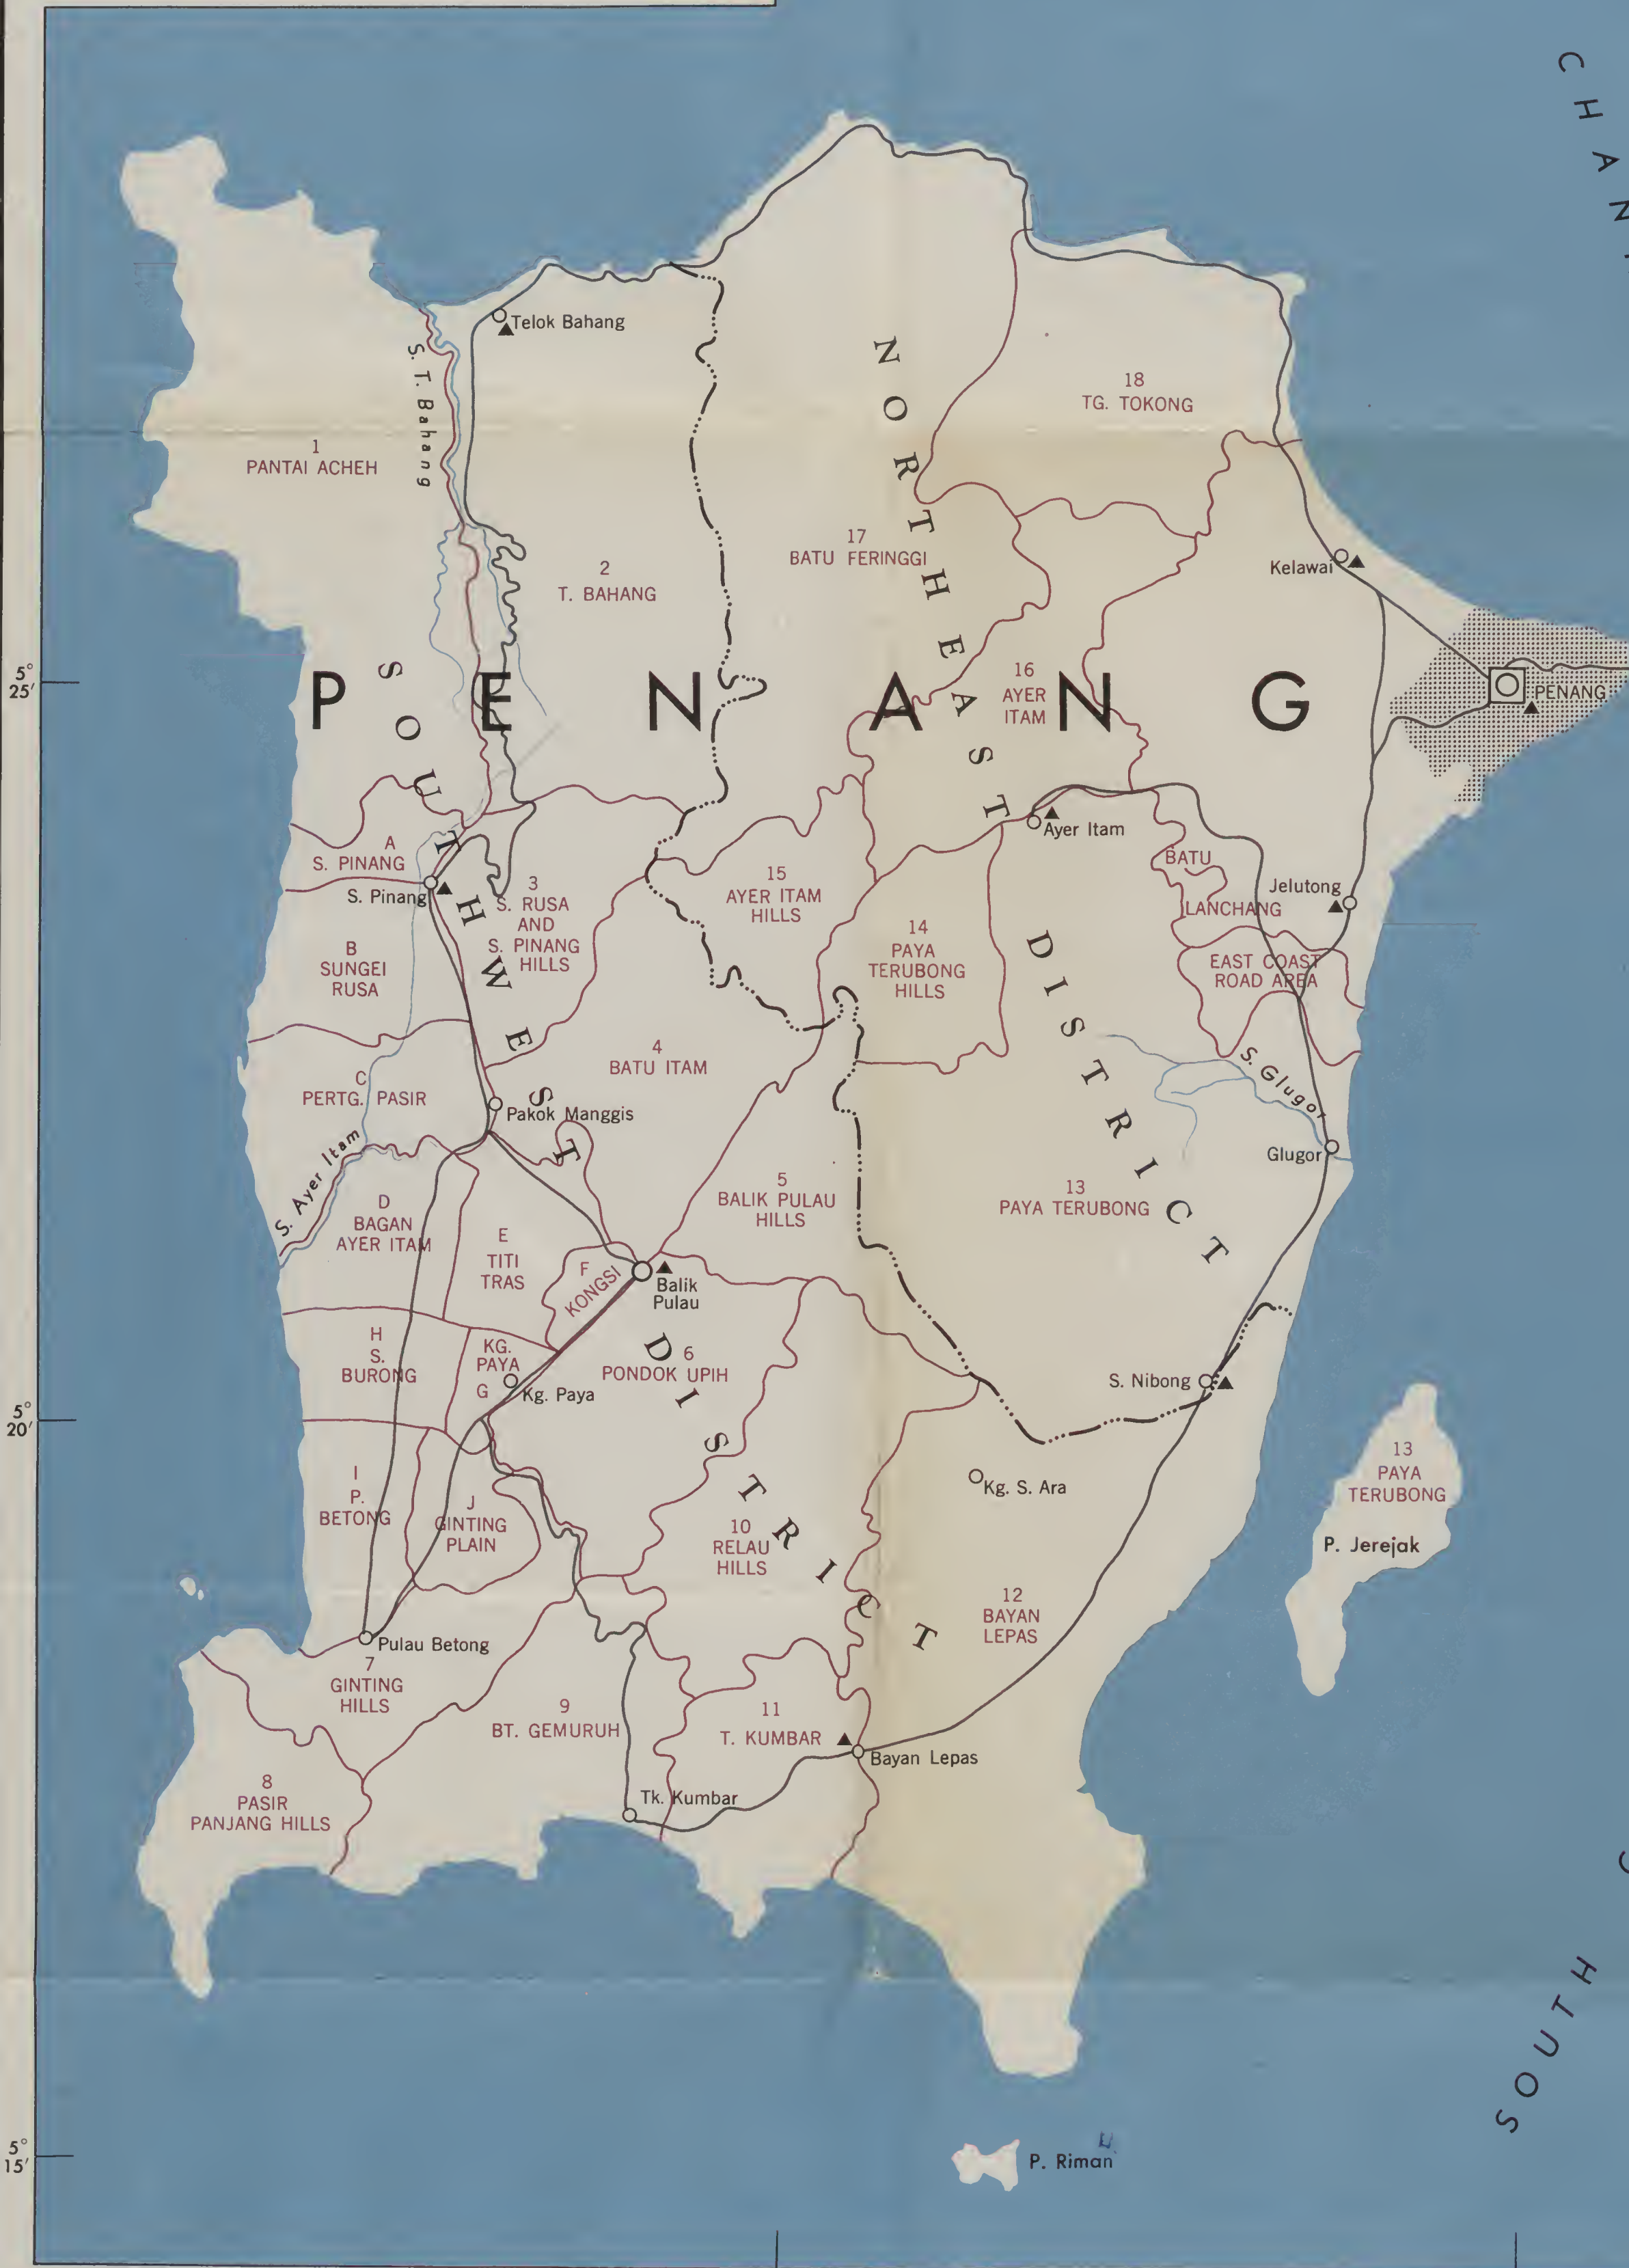 CHAN
Telok Bahang
S. T. Bahang
18
TG. TOKONG
1
PANTAI ACHEH
17
BATU FERINGGI
2
T. BAHANG
Kelawai
NORTHEAST DISTRICT
5°
25'
PENANG
16
AYER
ITAM
PENANG
SOUTHWEST DISTRICT
Ayer Itam
A
S. PINANG
S. Pinang
3
S. RUSA
AND
S. PINANG
HILLS
15
AYER ITAM
HILLS
BATU
LANCHANG
Jelutong
14
PAYA
TERUBONG
HILLS
B
SUNGEI
RUSA
EAST COAST
ROAD AREA
4
BATU ITAM
S. Glugor
C
PERTG. PASIR
Pakok Manggis
Glugor
S. Ayer Itam
D
BAGAN
AYER ITAM
5
BALIK PULAU
HILLS
13
PAYA TERUBONG
E
TITI
TRAS
F
KONGSI
Balik
Pulau
H
S.
BURONG
KG.
PAYA
G
Kg. Paya
6
PONDOK UPIH
S. Nibong
5°
20'
I
P.
BETONG
J
GINTING
PLAIN
Kg. S. Ara
13
PAYA
TERUBONG
P. Jerejak
10
RELAU
HILLS
12
BAYAN
LEPAS
Pulau Betong
7
GINTING
HILLS
9
BT. GEMURUH
11
T. KUMBAR
Bayan Lepas
8
PASIR
PANJANG HILLS
Tk. Kumbar
SOUTH
5°
15'
P. Riman